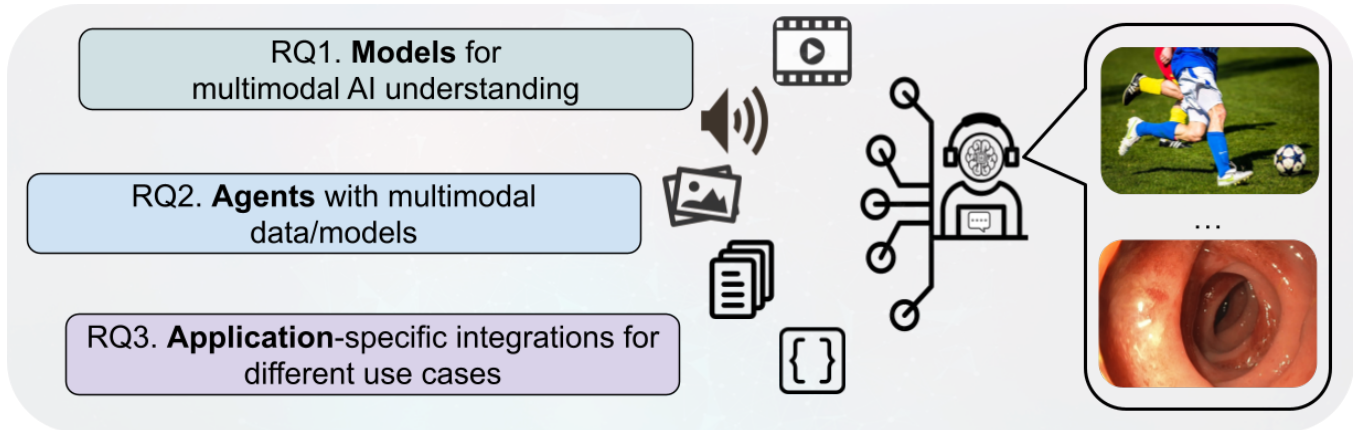 RQ1. Models for
multimodal AI understanding
RQ2. Agents with multimodal
data/models
RQ3. Application-specific integrations for
different use cases
{}
...